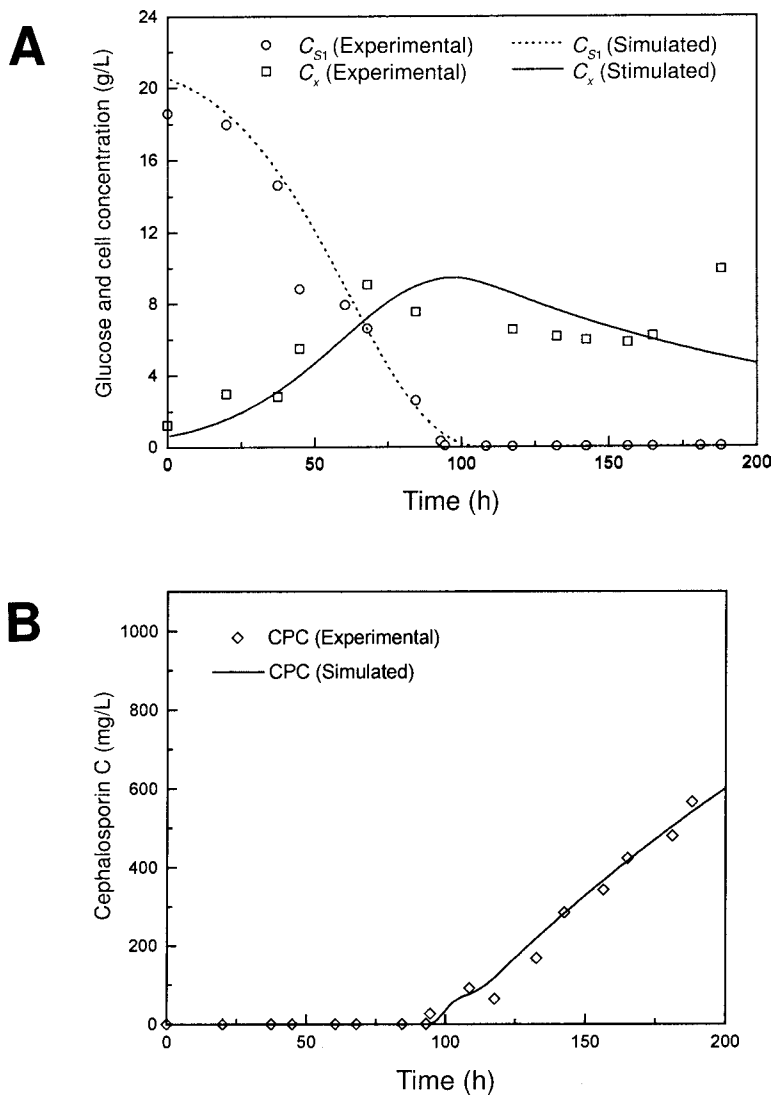 A
24
20
16
12
8
4
0
Glucose and cell concentration (g/L)
C_S1 (Experimental)
C_x (Experimental)
C_S1 (Simulated)
C_x (Stimulated)
0 50 100 150 200
Time (h)
B
1000
800
600
400
200
0
Cephalosporin C (mg/L)
CPC (Experimental)
CPC (Simulated)
0 50 100 150 200
Time (h)